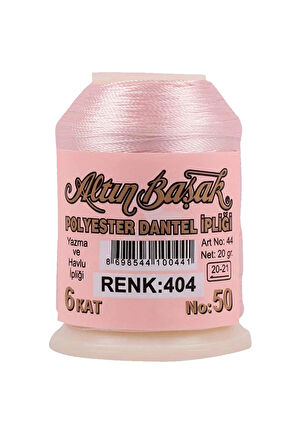 Altın Başak
POLYESTER DANTEL İPLİĞİ
Yazma
ve
Havlu
İpliği
Art No: 44
Net: 20 gr.
20-21
8 698544 100441
RENK:404
6 KAT
No: 50